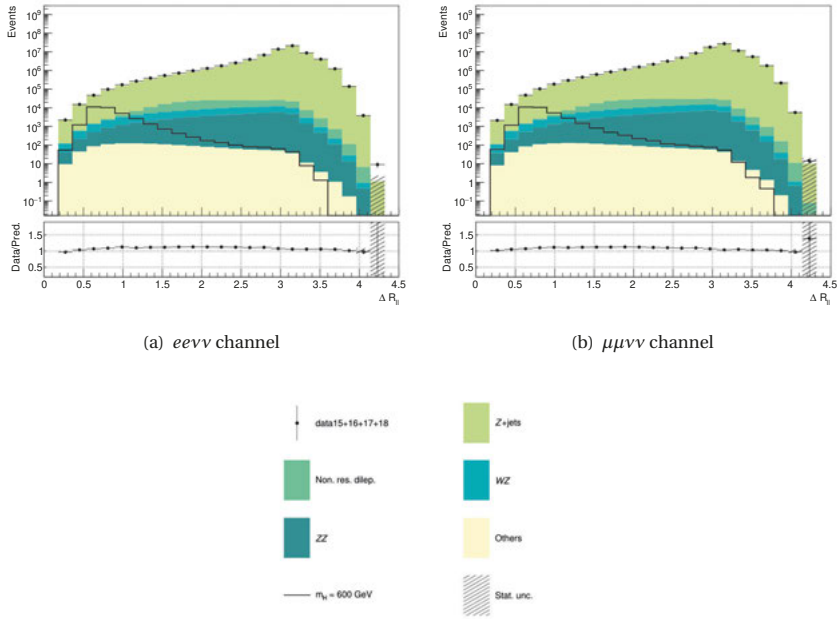 Events
10⁹
10⁸
10⁷
10⁶
10⁵
10⁴
10³
10²
10
1
10⁻¹
Data/Pred.
1.5
1
0.5
0 0.5 1 1.5 2 2.5 3 3.5 4 4.5
Δ R_ll
(a) eeνν channel
Events
10⁹
10⁸
10⁷
10⁶
10⁵
10⁴
10³
10²
10
1
10⁻¹
Data/Pred.
1.5
1
0.5
0 0.5 1 1.5 2 2.5 3 3.5 4 4.5
Δ R_ll
(b) μμνν channel
data15+16+17+18
Z+jets
Non. res. dilep.
WZ
ZZ
Others
m_H = 600 GeV
Stat. unc.